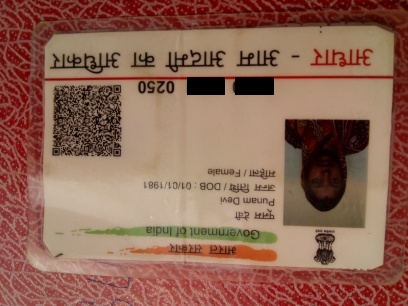 भारत सरकार
Government of India
पूनम देवी
Punam Devi
जन्म तिथि / DOB : 01/01/1981
महिला / Female
0250
आधार - आम आदमी का अधिकार